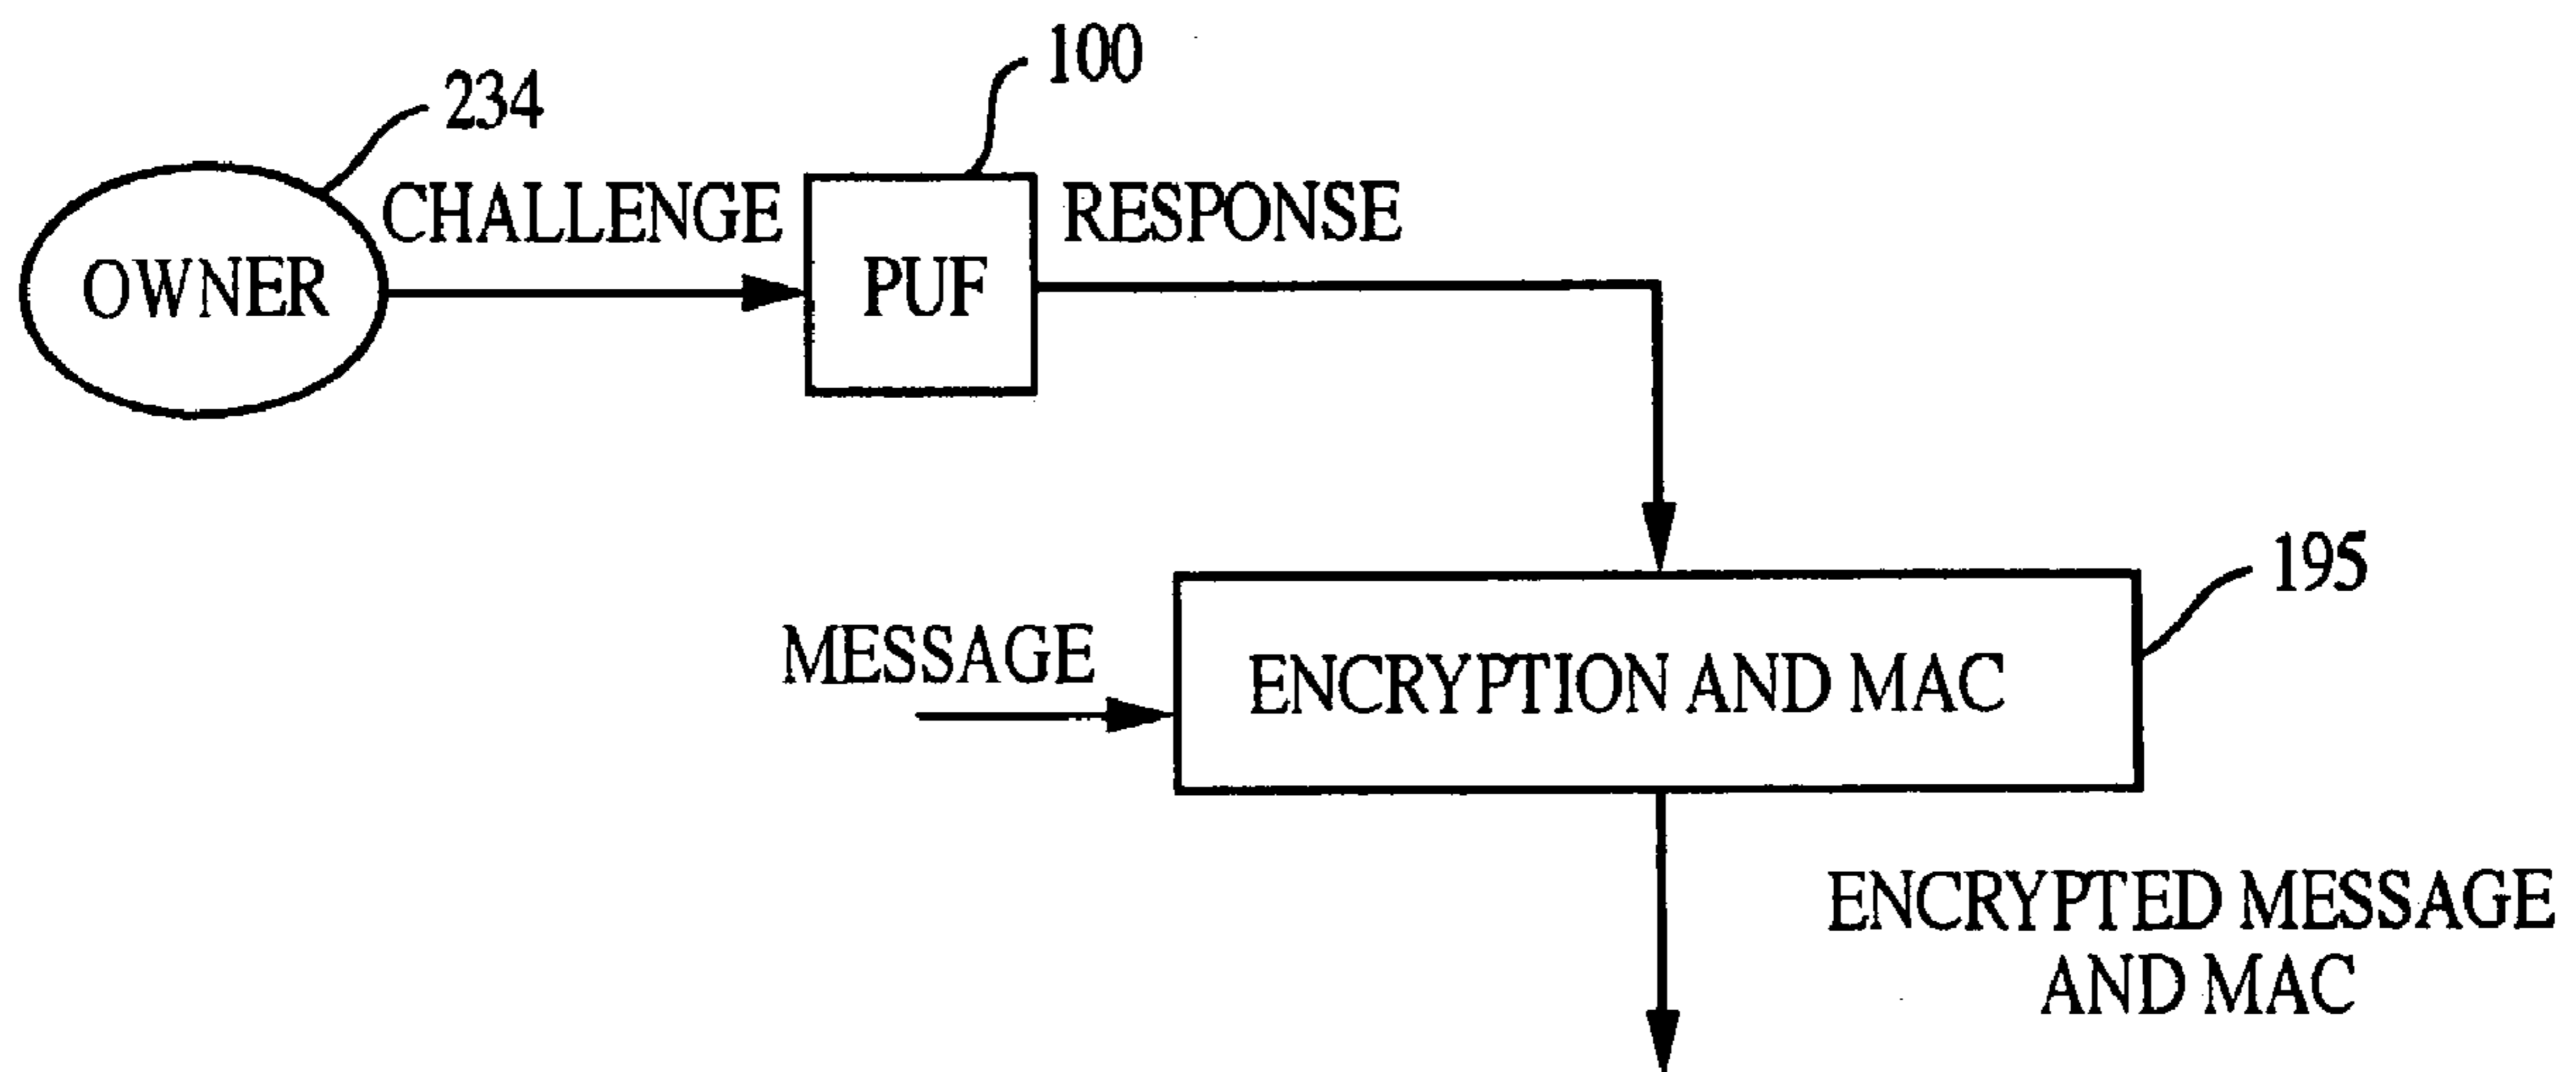 100
234
CHALLENGE
RESPONSE
OWNER
PUF
195
MESSAGE
ENCRYPTION AND MAC
ENCRYPTED MESSAGE
AND MAC